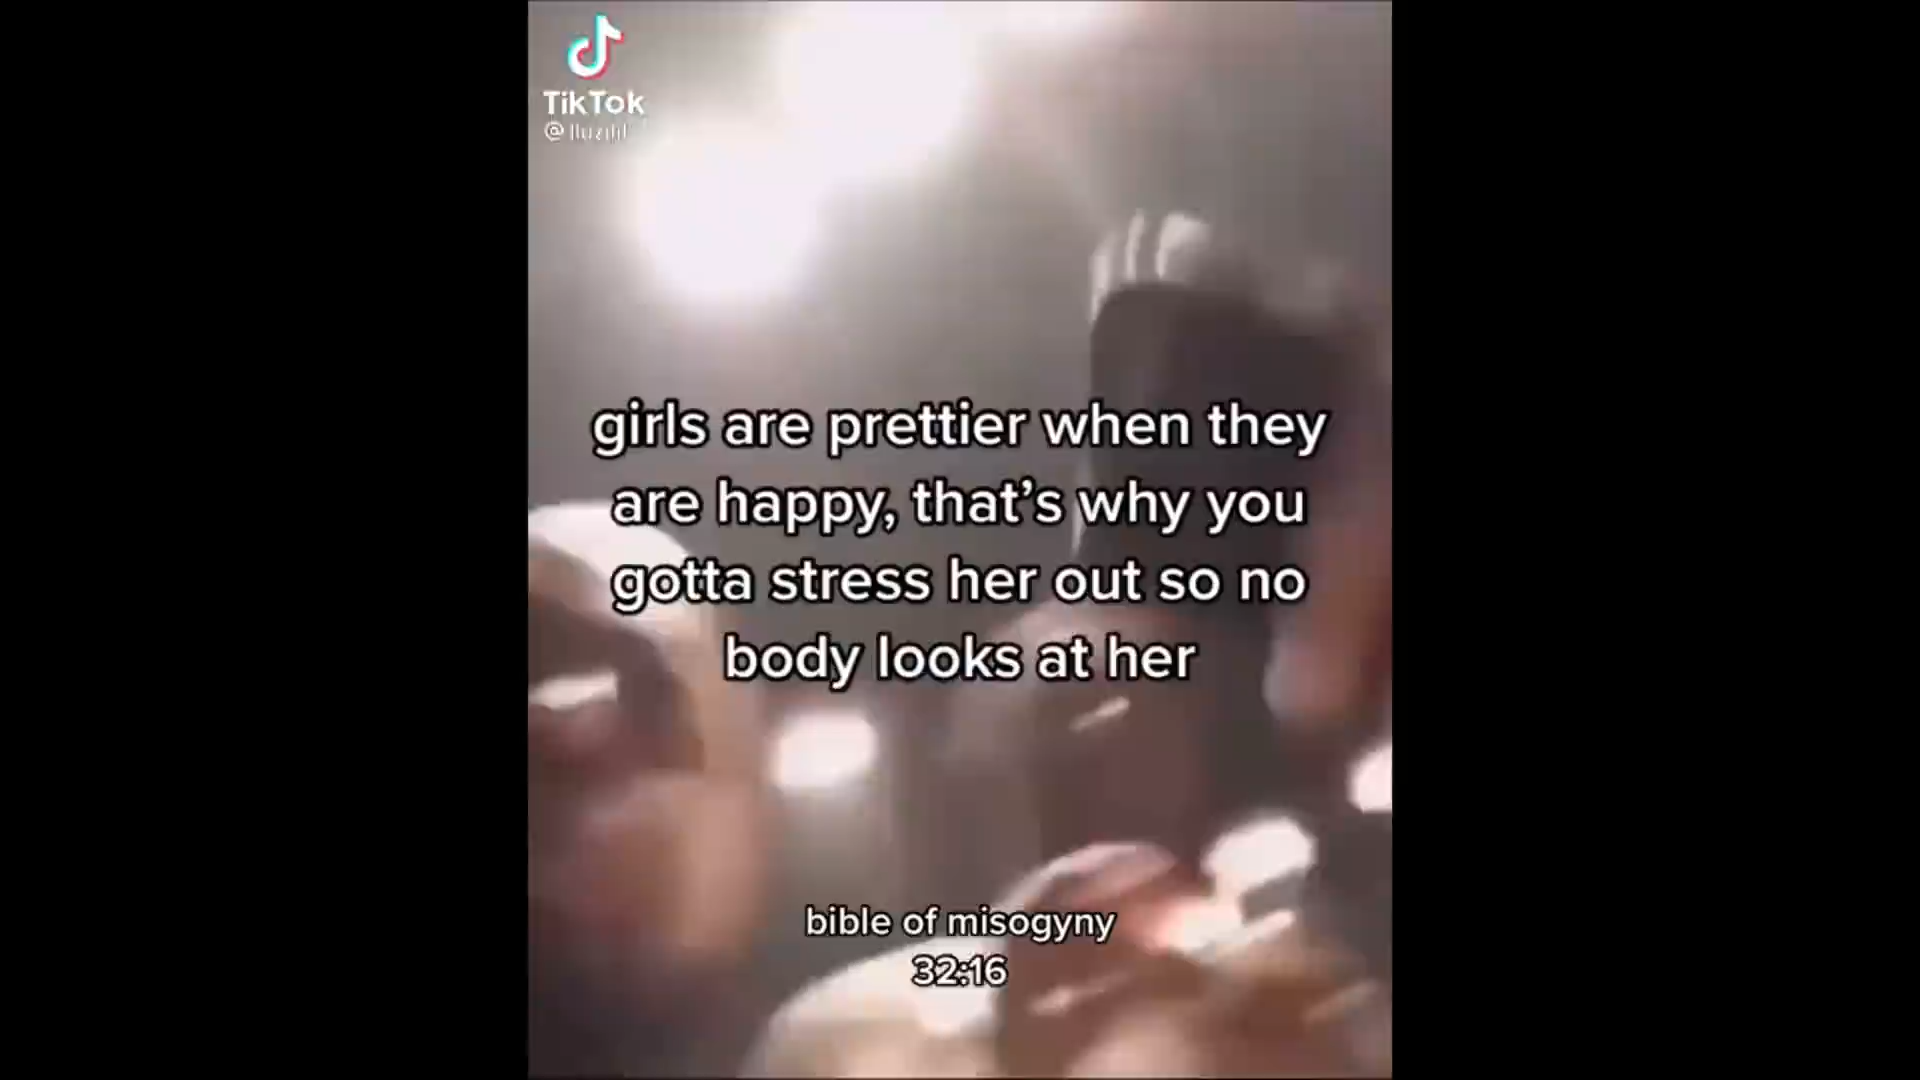 TikTok
girls are prettier when they
are happy, that's why you
gotta stress her out so no
body looks at her
bible of misogyny
32:16